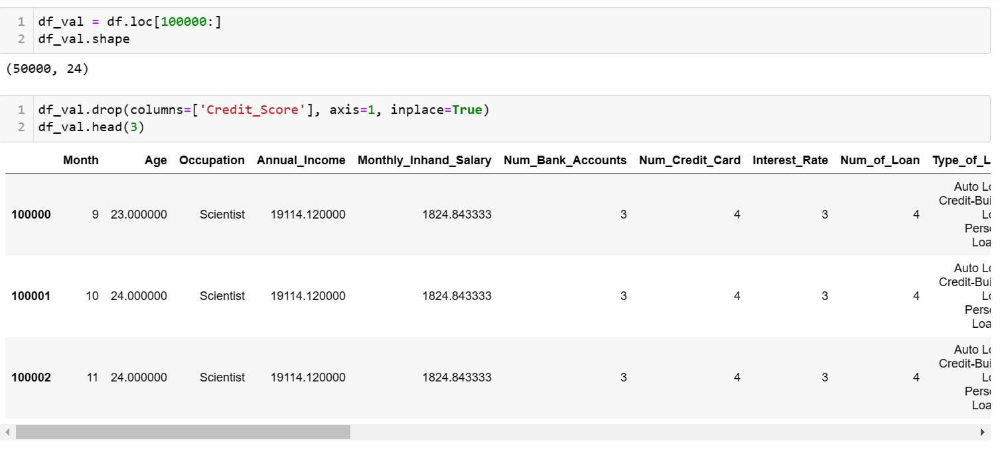 1 df_val = df.loc[100000:]
2 df_val.shape
(50000, 24)
1 df_val.drop(columns=['Credit_Score'], axis=1, inplace=True)
2 df_val.head(3)
Month Age Occupation Annual_Income Monthly_Inhand_Salary Num_Bank_Accounts Num_Credit_Card Interest_Rate Num_of_Loan Type_of_L
Auto Lo
Credit-Bui
100000 9 23.000000 Scientist 19114.120000 1824.843333 3 4 3 4 Lo
Perso
Loa
Auto Lo
Credit-Bui
100001 10 24.000000 Scientist 19114.120000 1824.843333 3 4 3 4 Lo
Perso
Loa
Auto Lo
Credit-Bui
100002 11 24.000000 Scientist 19114.120000 1824.843333 3 4 3 4 Lo
Perso
Loa